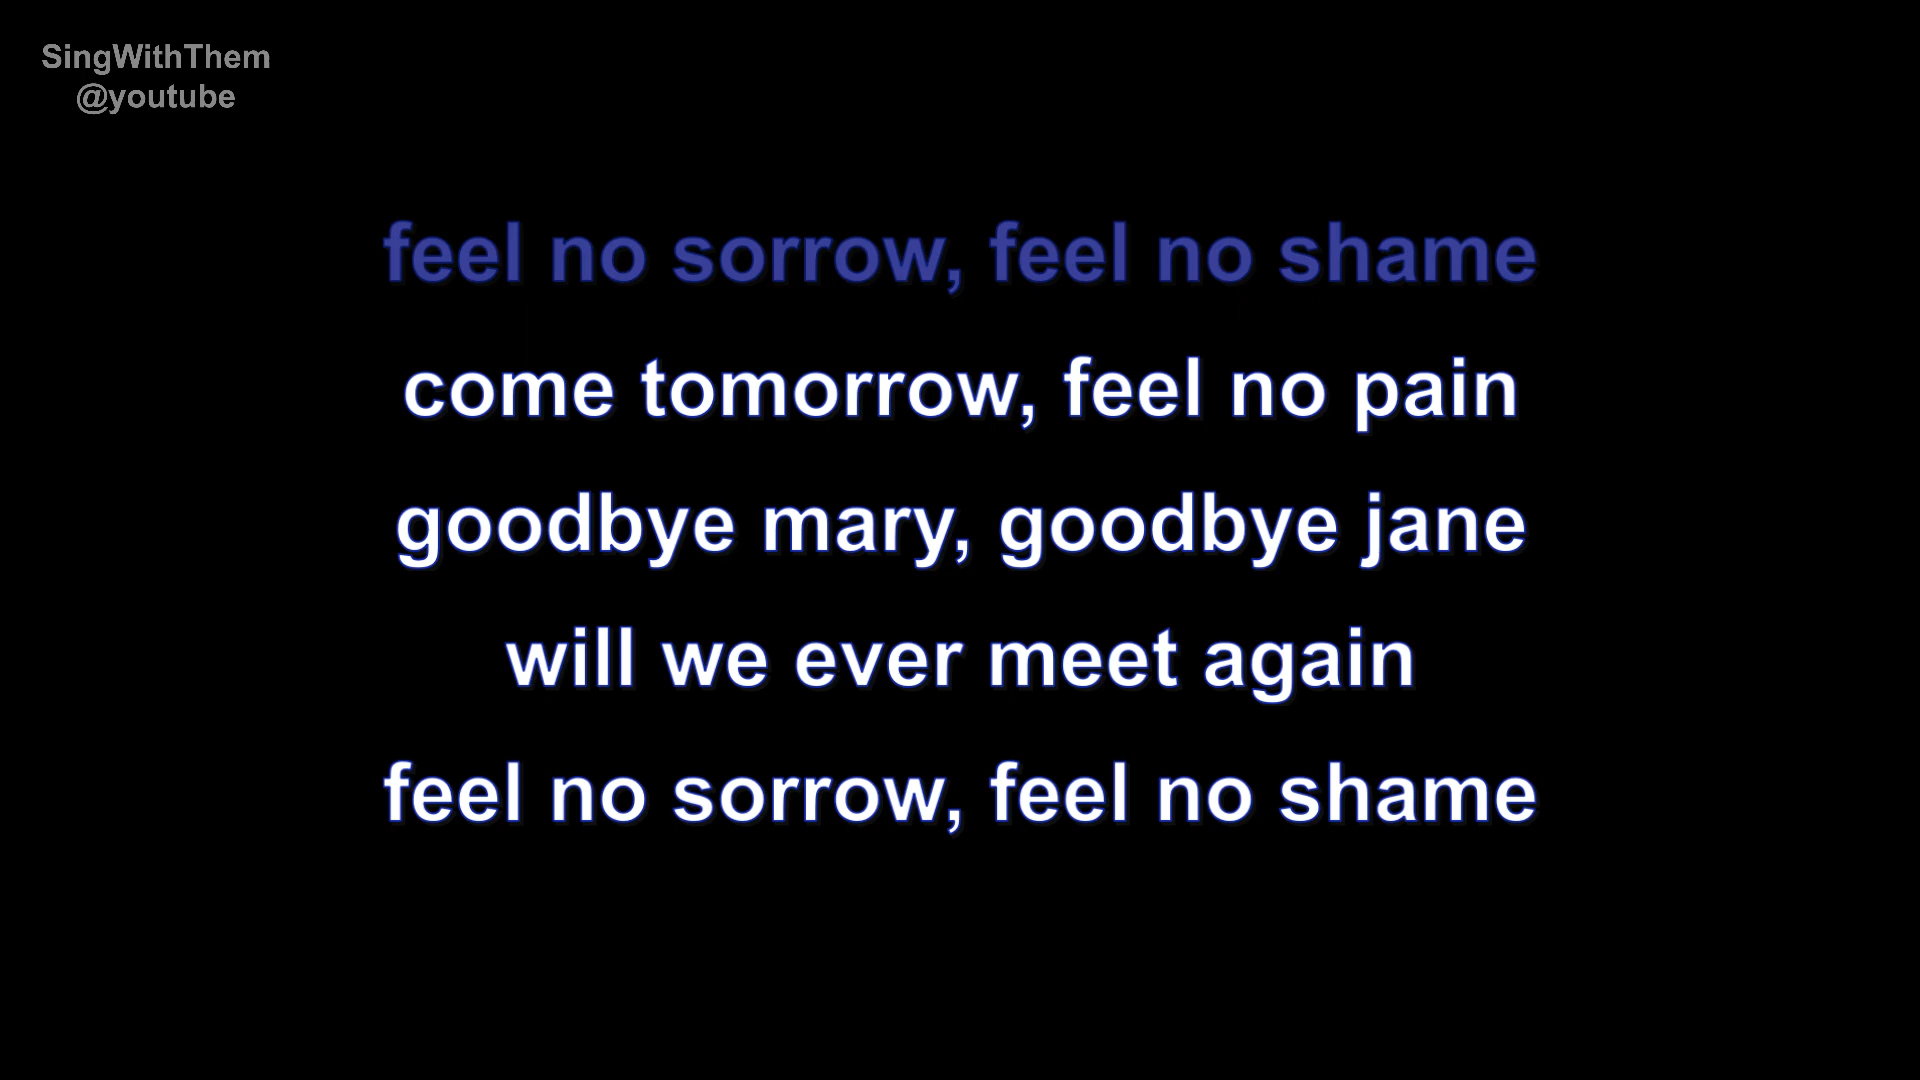 SingWithThem
@youtube
feel no sorrow, feel no shame
come tomorrow, feel no pain
goodbye mary, goodbye jane
will we ever meet again
feel no sorrow, feel no shame